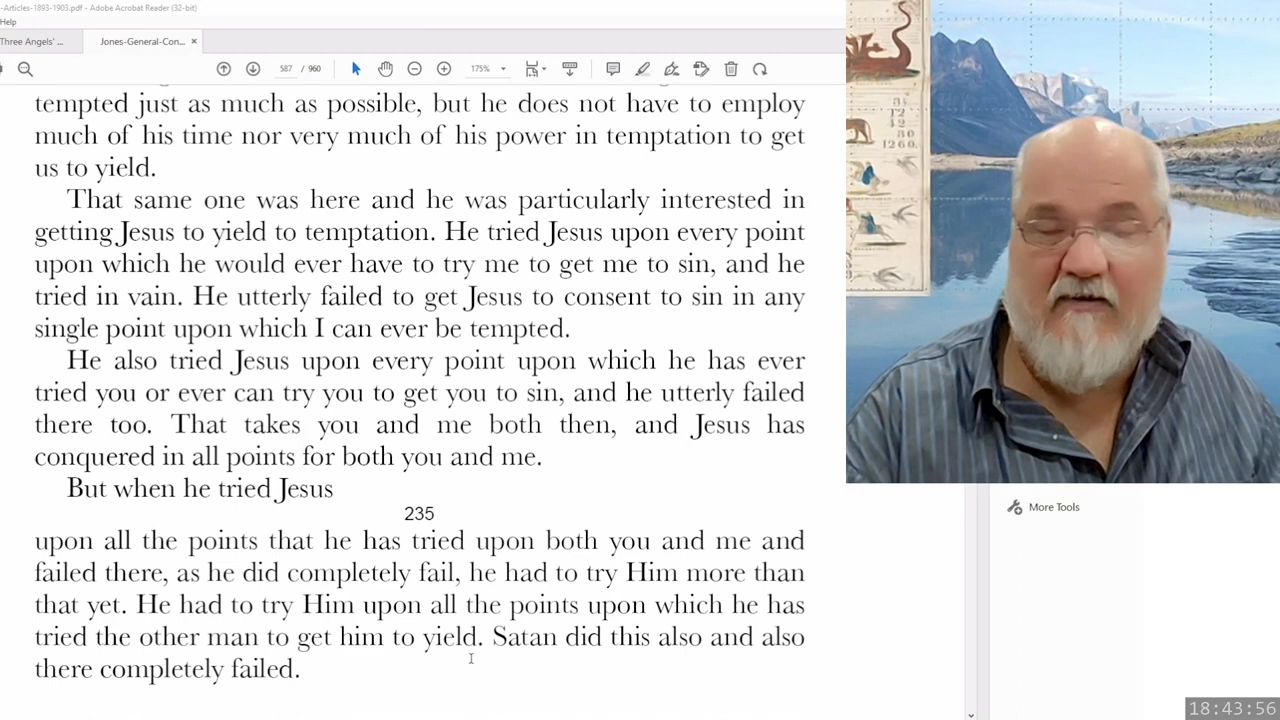 -Articles-1893-1903.pdf - Adobe Acrobat Reader (32-bit)
Help
Three Angels' ...
Jones-General-Con... ×
587 / 960
175%
tempted just as much as possible, but he does not have to employ
much of his time nor very much of his power in temptation to get
us to yield.
That same one was here and he was particularly interested in
getting Jesus to yield to temptation. He tried Jesus upon every point
upon which he would ever have to try me to get me to sin, and he
tried in vain. He utterly failed to get Jesus to consent to sin in any
single point upon which I can ever be tempted.
He also tried Jesus upon every point upon which he has ever
tried you or ever can try you to get you to sin, and he utterly failed
there too. That takes you and me both then, and Jesus has
conquered in all points for both you and me.
But when he tried Jesus
235
upon all the points that he has tried upon both you and me and
failed there, as he did completely fail, he had to try Him more than
that yet. He had to try Him upon all the points upon which he has
tried the other man to get him to yield. Satan did this also and also
there completely failed.
12
80
1260.
More Tools
18:43:56